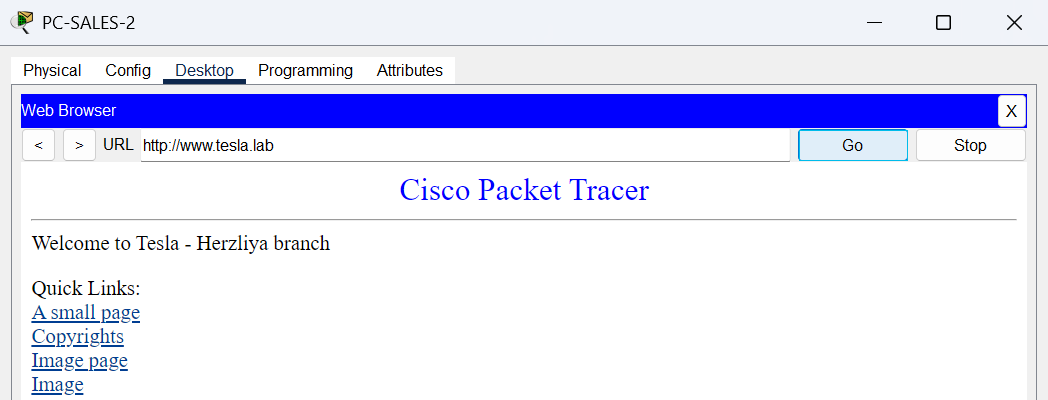 PC-SALES-2
Physical Config Desktop Programming Attributes
Web Browser X
< > URL http://www.tesla.lab Go Stop
Cisco Packet Tracer
Welcome to Tesla - Herzliya branch
Quick Links:
A small page
Copyrights
Image page
Image